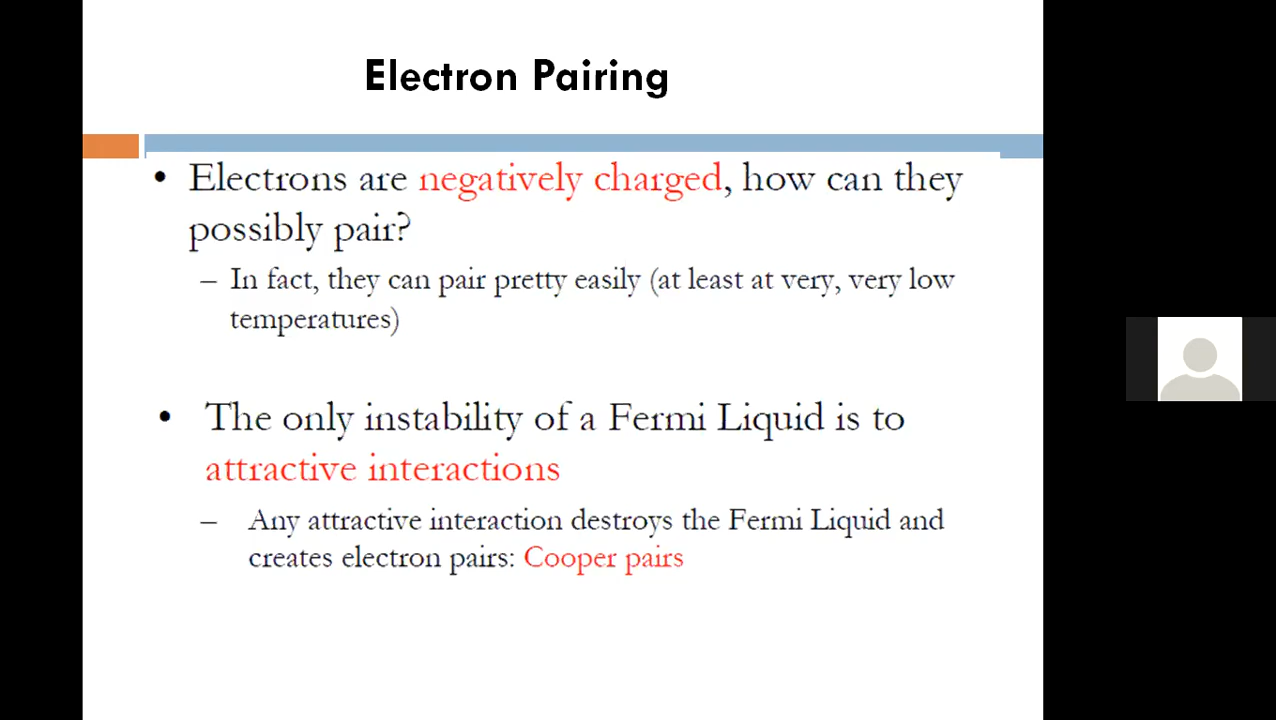 Electron Pairing
• Electrons are negatively charged, how can they
possibly pair?
– In fact, they can pair pretty easily (at least at very, very low
temperatures)
• The only instability of a Fermi Liquid is to
attractive interactions
– Any attractive interaction destroys the Fermi Liquid and
creates electron pairs: Cooper pairs